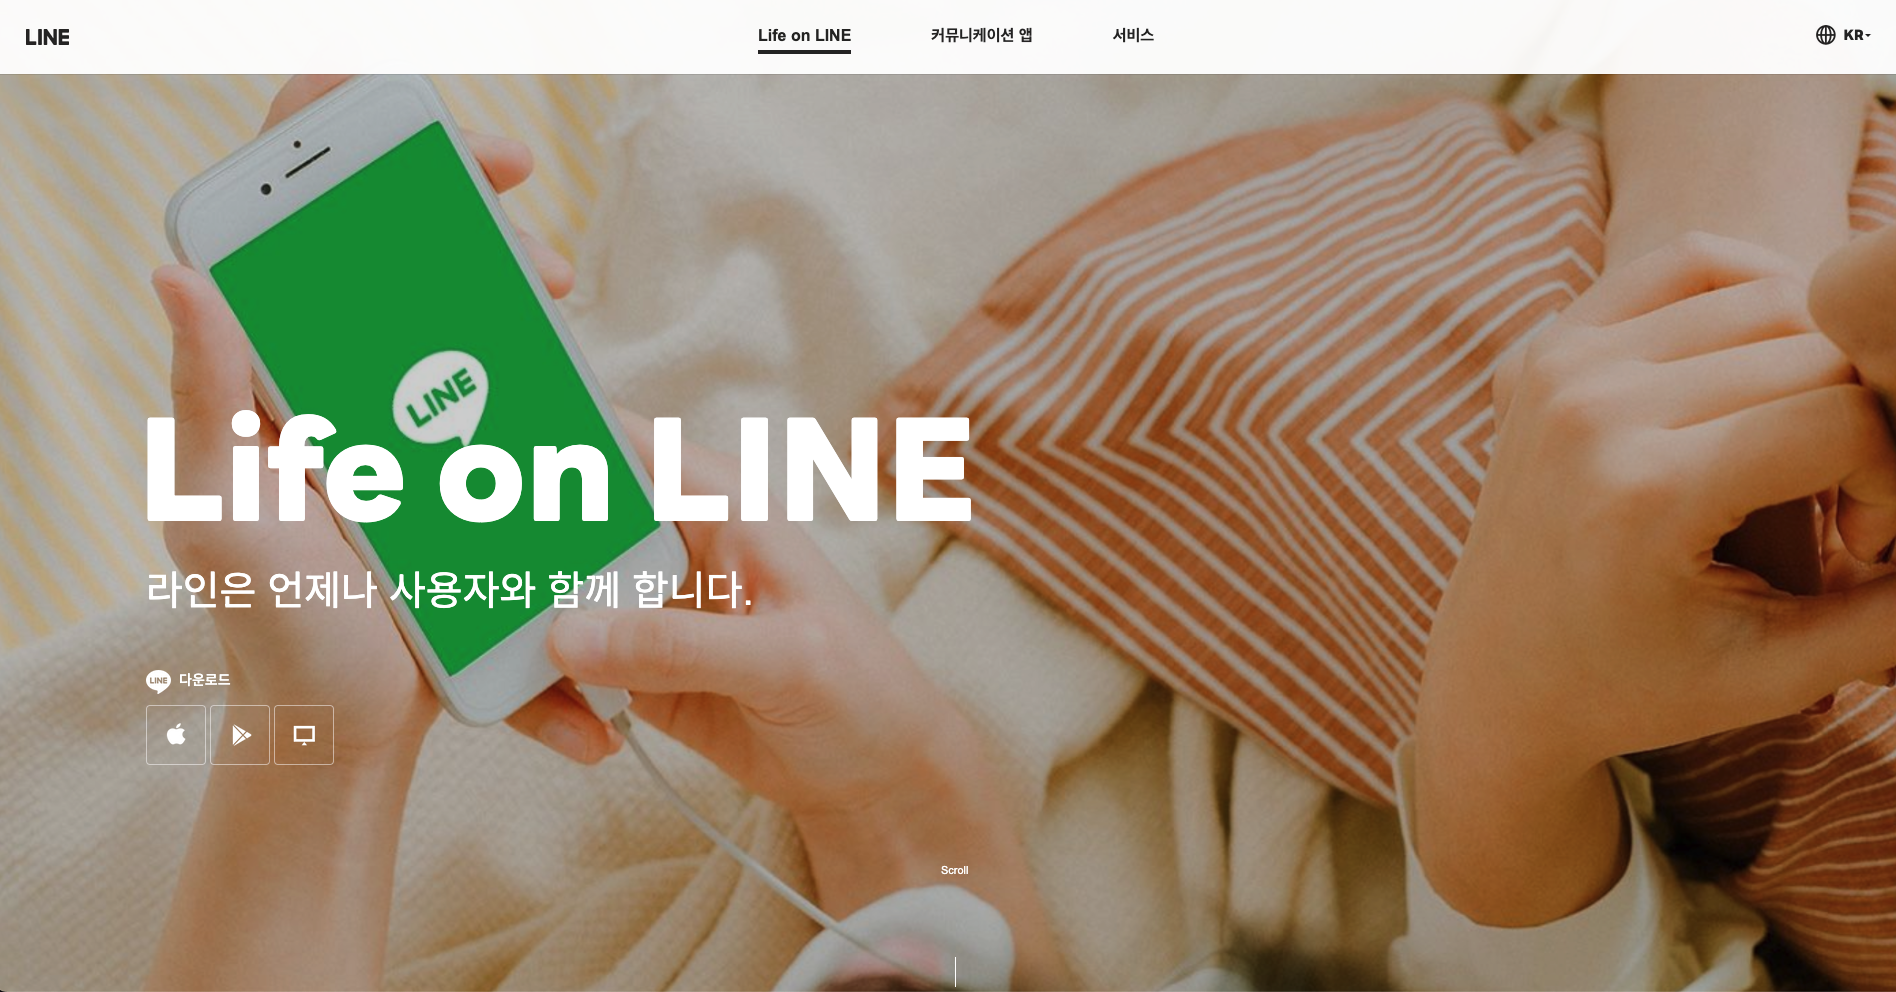 LINE
Life on LINE
커뮤니케이션 앱
서비스
KR
LINE
Life on LINE
라인은 언제나 사용자와 함께 합니다.
LINE 다운로드
Scroll